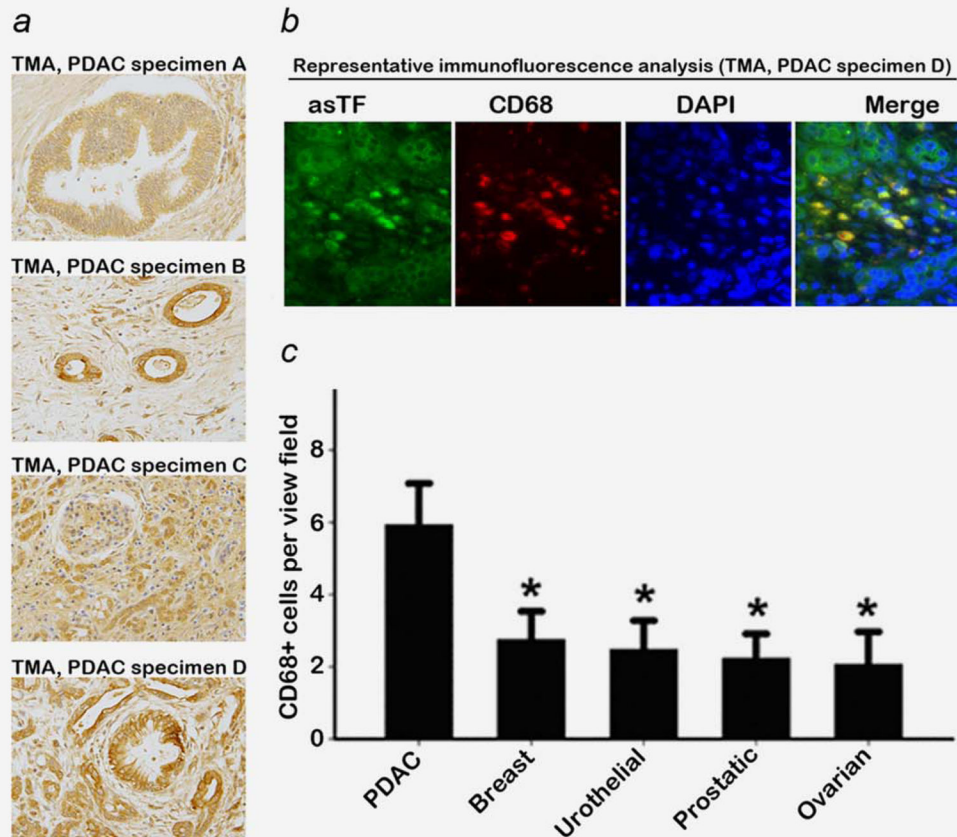 a
TMA, PDAC specimen A
TMA, PDAC specimen B
TMA, PDAC specimen C
TMA, PDAC specimen D
b
Representative immunofluorescence analysis (TMA, PDAC specimen D)
asTF CD68 DAPI Merge
c
CD68+ cells per view field
8
6
4
2
0
* * * *
PDAC Breast Urothelial Prostatic Ovarian